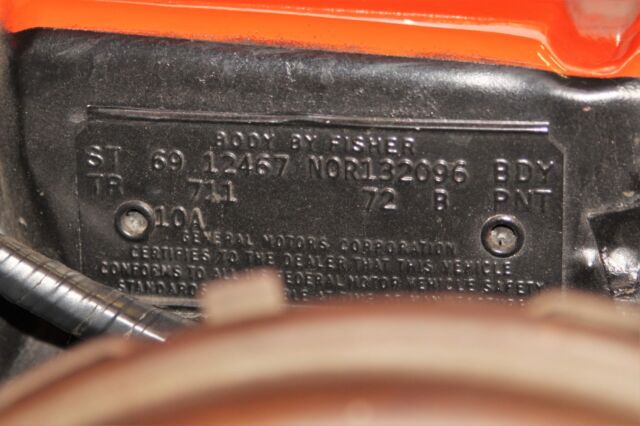 BODY BY FISHER
ST 69 12467 NOR132096 BDY
TR 711 72 B PNT
10A
GENERAL MOTORS CORPORATION
CERTIFIES TO THE DEALER THAT THIS VEHICLE
CONFORMS TO ALL FEDERAL MOTOR VEHICLE SAFETY
STANDARDS